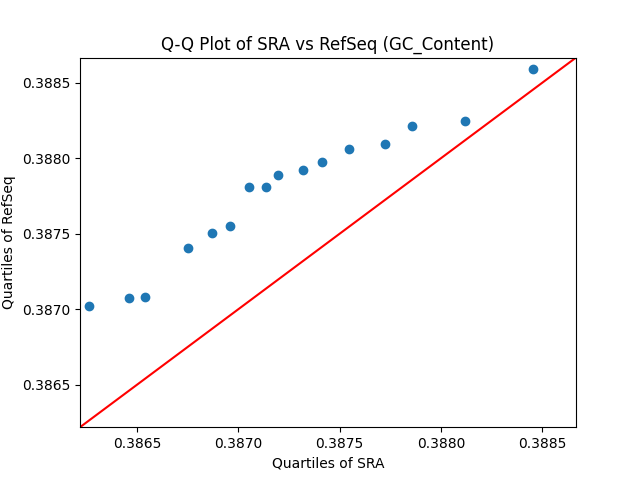 Q-Q Plot of SRA vs RefSeq (GC_Content)
Quartiles of RefSeq
0.3885
0.3880
0.3875
0.3870
0.3865
0.3865 0.3870 0.3875 0.3880 0.3885
Quartiles of SRA